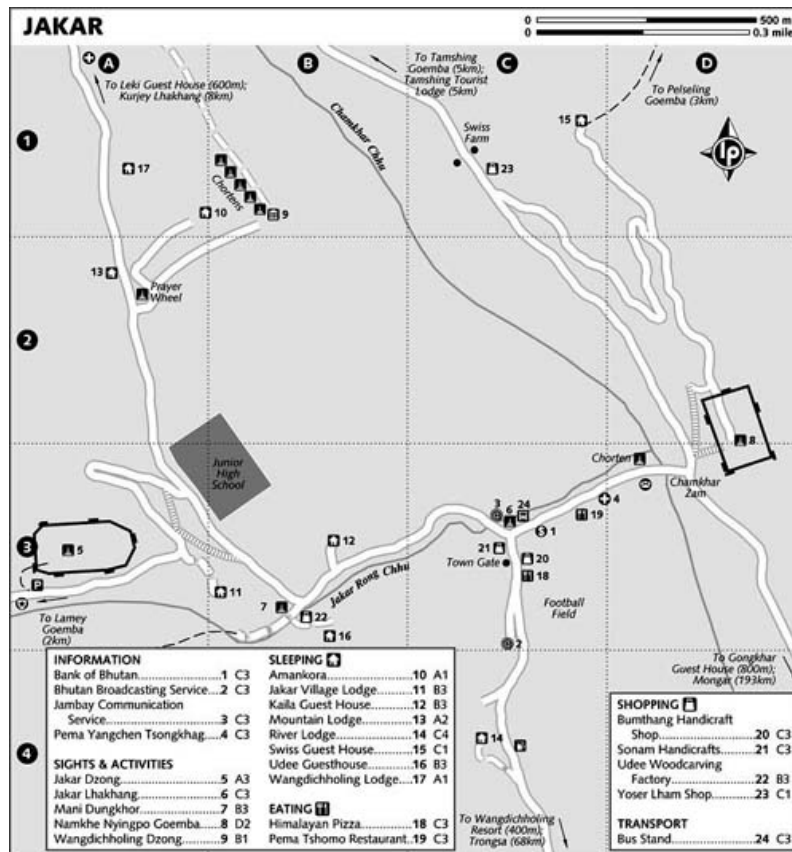 JAKAR
0 500 m
0 0.3 mile
A
B
C
D
To Leki Guest House (600m);
Kurjey Lhakhang (8km)
To Tamshing
Goemba (5km);
Tamshing Tourist
Lodge (5km)
To Pelseling
Goemba (3km)
Chamkhar Chhu
Swiss
Farm
15
lp
1
17
23
Chortens
10
9
13
Prayer
Wheel
2
8
Junior
High
School
Chorten
Chamkhar
Zam
3
6
24
4
19
1
3
5
12
21
20
Town Gate
18
Jakar Rong Chhu
P
11
7
22
Football
Field
16
To Lamey
Goemba
(2km)
2
To Gongkhar
Guest House (800m);
Mongar (193km)
4
14
To Wangdichholing
Resort (400m);
Trongsa (68km)
INFORMATION
Bank of Bhutan 1 C3
Bhutan Broadcasting Service 2 C3
Jambay Communication
Service 3 C3
Pema Yangchen Tsongkhag 4 C3
SIGHTS & ACTIVITIES
Jakar Dzong 5 A3
Jakar Lhakhang 6 C3
Mani Dungkhor 7 B3
Namkhe Nyingpo Goemba 8 D2
Wangdichholing Dzong 9 B1
SLEEPING
Amankora 10 A1
Jakar Village Lodge 11 B3
Kaila Guest House 12 B3
Mountain Lodge 13 A2
River Lodge 14 C4
Swiss Guest House 15 C1
Udee Guesthouse 16 B3
Wangdichholing Lodge 17 A1
EATING
Himalayan Pizza 18 C3
Pema Tshomo Restaurant 19 C3
SHOPPING
Bumthang Handicraft
Shop 20 C3
Sonam Handicrafts 21 C3
Udee Woodcarving
Factory 22 B3
Yoser Lham Shop 23 C1
TRANSPORT
Bus Stand 24 C3